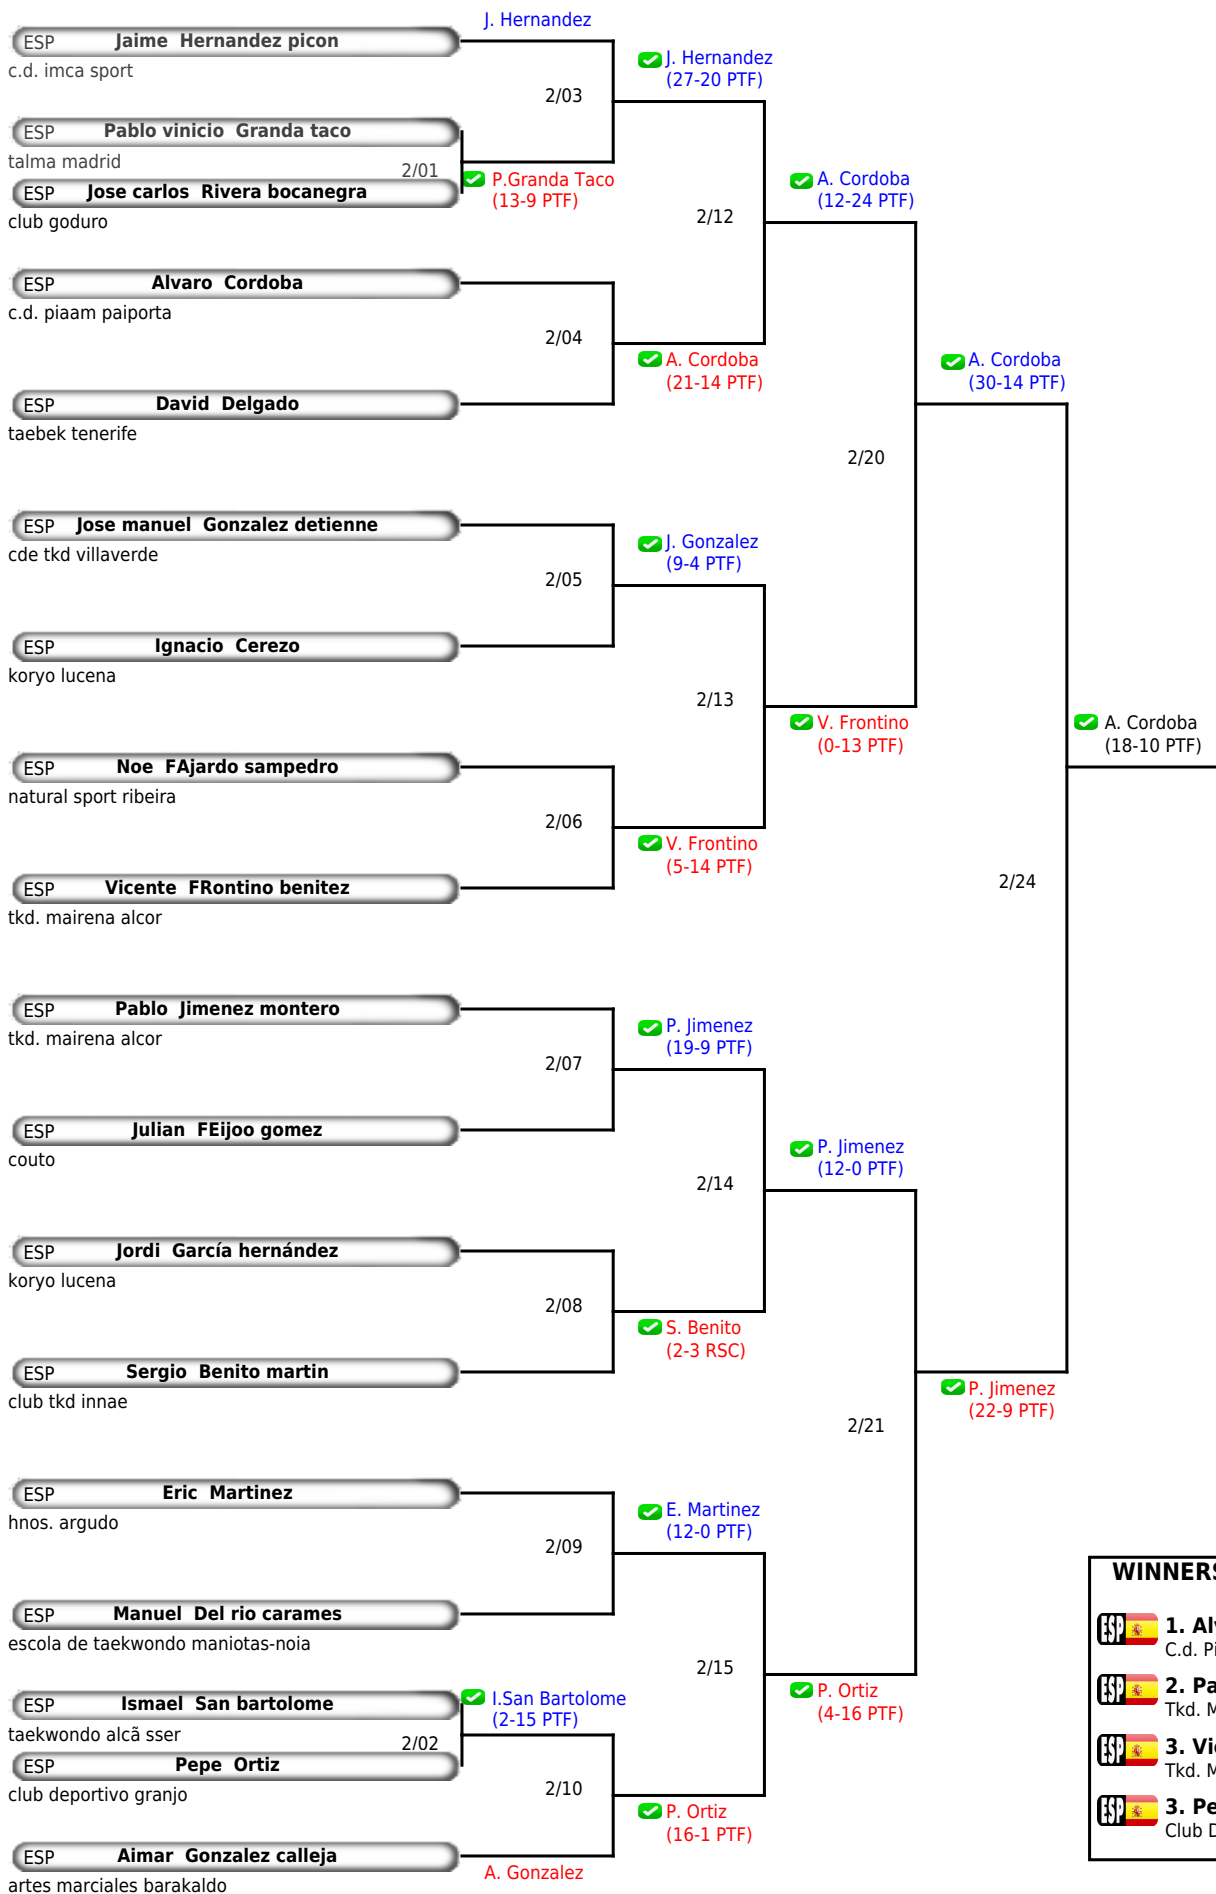 J. Hernandez
ESP Jaime Hernandez picon
c.d. imca sport
J. Hernandez
(27-20 PTF)
2/03
ESP Pablo vinicio Granda taco
talma madrid
2/01
P.Granda Taco
(13-9 PTF)
ESP Jose carlos Rivera bocanegra
club goduro
A. Cordoba
(12-24 PTF)
2/12
ESP Alvaro Cordoba
c.d. piaam paiporta
2/04
A. Cordoba
(21-14 PTF)
A. Cordoba
(30-14 PTF)
ESP David Delgado
taebek tenerife
2/20
ESP Jose manuel Gonzalez detienne
cde tkd villaverde
J. Gonzalez
(9-4 PTF)
2/05
ESP Ignacio Cerezo
koryo lucena
2/13
V. Frontino
(0-13 PTF)
A. Cordoba
(18-10 PTF)
ESP Noe FAjardo sampedro
natural sport ribeira
2/06
V. Frontino
(5-14 PTF)
ESP Vicente FRontino benitez
tkd. mairena alcor
2/24
ESP Pablo Jimenez montero
tkd. mairena alcor
P. Jimenez
(19-9 PTF)
2/07
ESP Julian FEijoo gomez
couto
P. Jimenez
(12-0 PTF)
2/14
ESP Jordi García hernández
koryo lucena
2/08
S. Benito
(2-3 RSC)
ESP Sergio Benito martin
club tkd innae
P. Jimenez
(22-9 PTF)
2/21
ESP Eric Martinez
hnos. argudo
E. Martinez
(12-0 PTF)
2/09
ESP Manuel Del rio carames
escola de taekwondo maniotas-noia
2/15
ESP Ismael San bartolome
taekwondo alcã sser
2/02
I.San Bartolome
(2-15 PTF)
P. Ortiz
(4-16 PTF)
ESP Pepe Ortiz
club deportivo granjo
2/10
P. Ortiz
(16-1 PTF)
ESP Aimar Gonzalez calleja
artes marciales barakaldo
A. Gonzalez
WINNERS
ESP 1. Alv
C.d. Pi
ESP 2. Pa
Tkd. M
ESP 3. Vi
Tkd. M
ESP 3. Pe
Club D